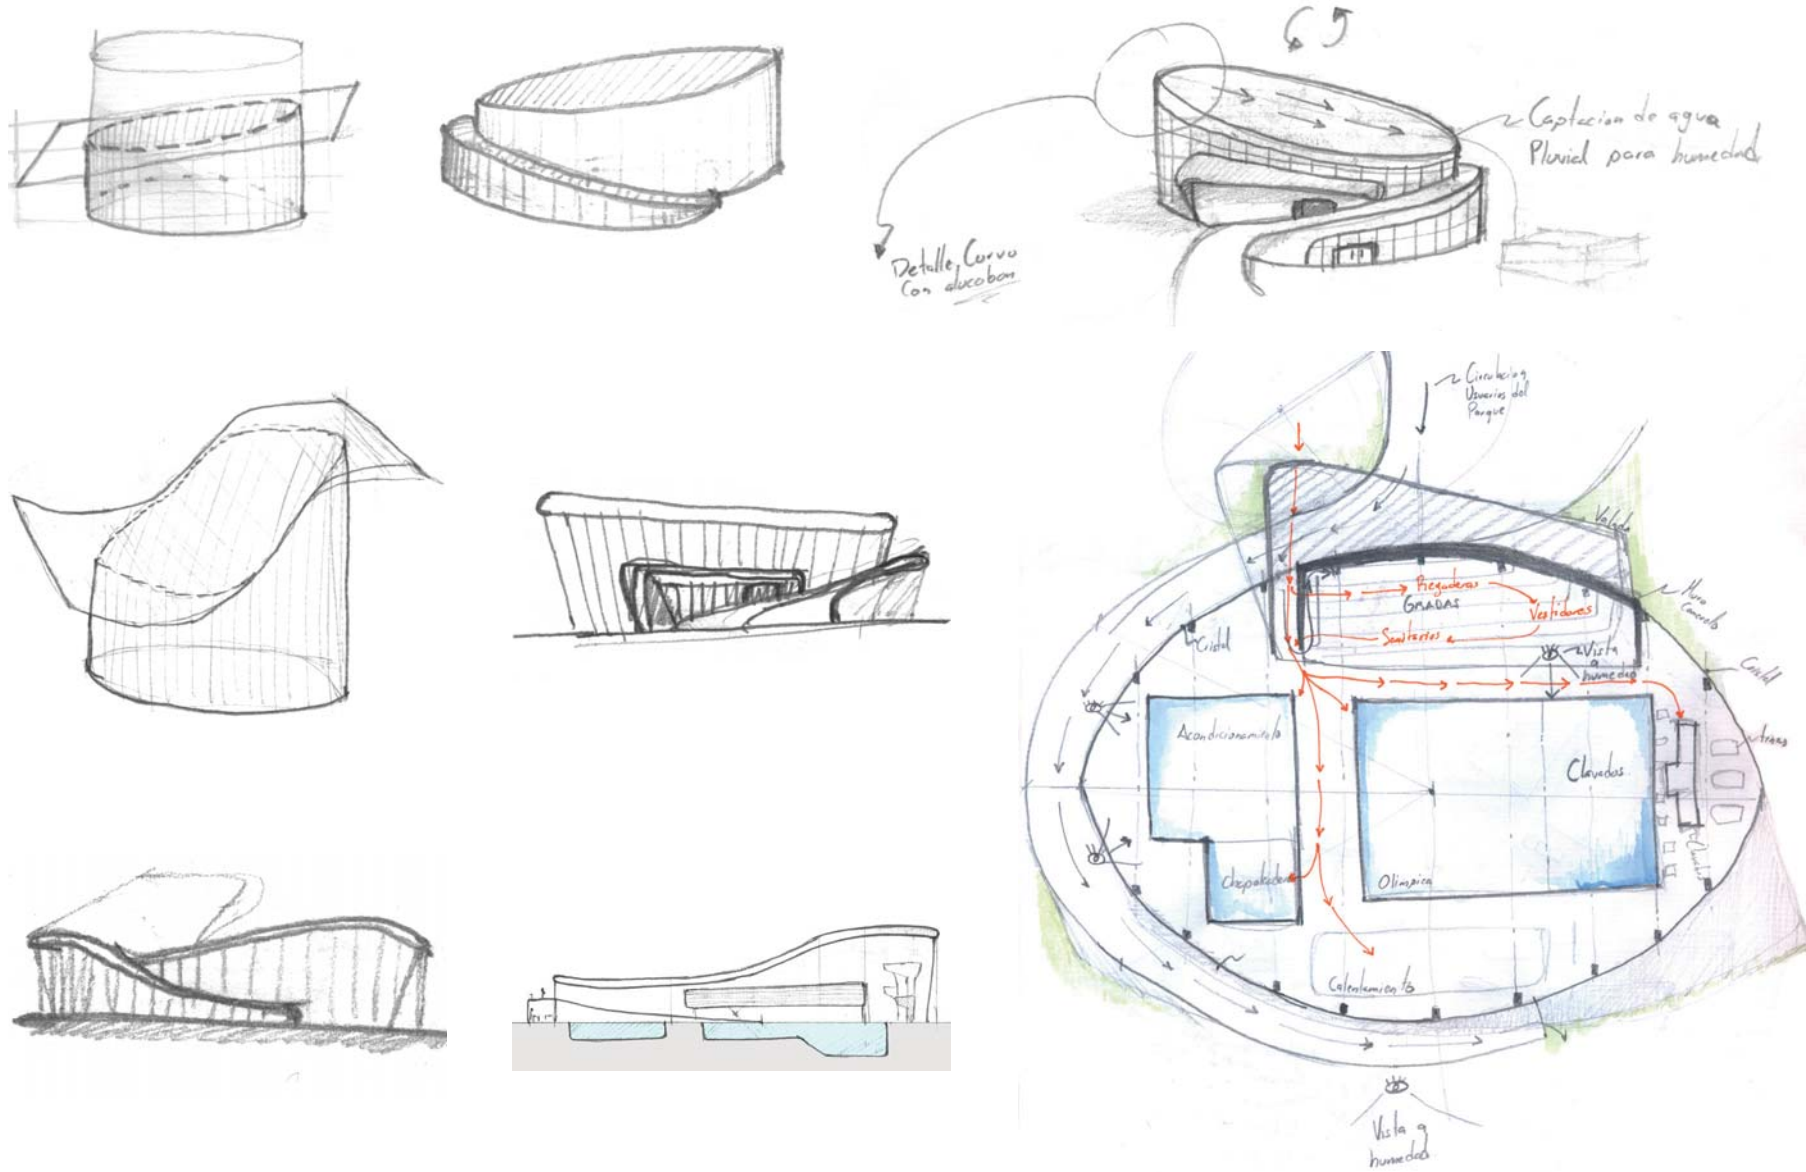 Captacion de agua
Pluvial para humedad
Detalle Curvo
Con alucobon
Circulacion
Usuarios del
Parque
Volado
Regaderas
GRADAS
Vestidores
Sanitarios
Muro
Concreto
Cristal
Vista
a
humedad
Cristal
Acondicionamiento
Clavados
Chapoteadero
Olimpica
Calentamiento
Vista a
humedad